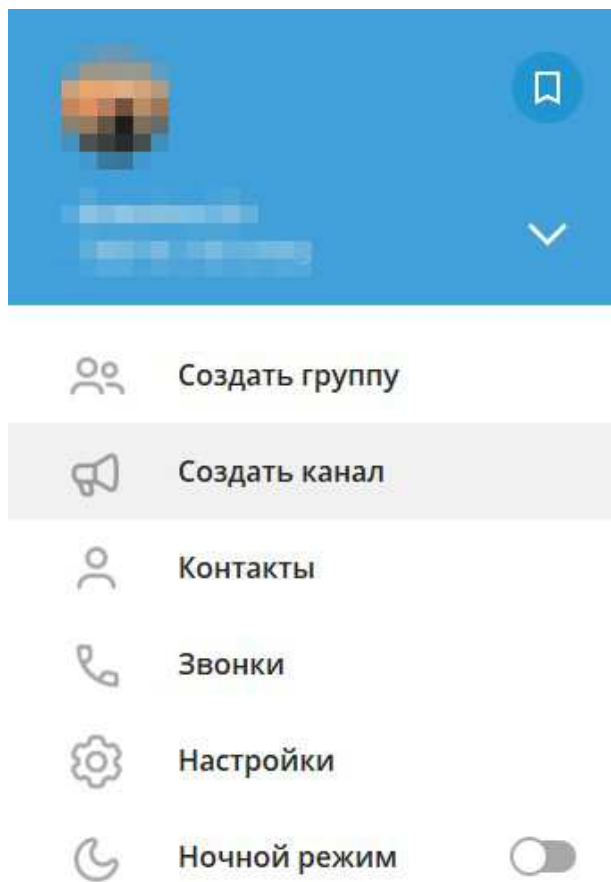 Создать группу
Создать канал
Контакты
Звонки
Настройки
Ночной режим